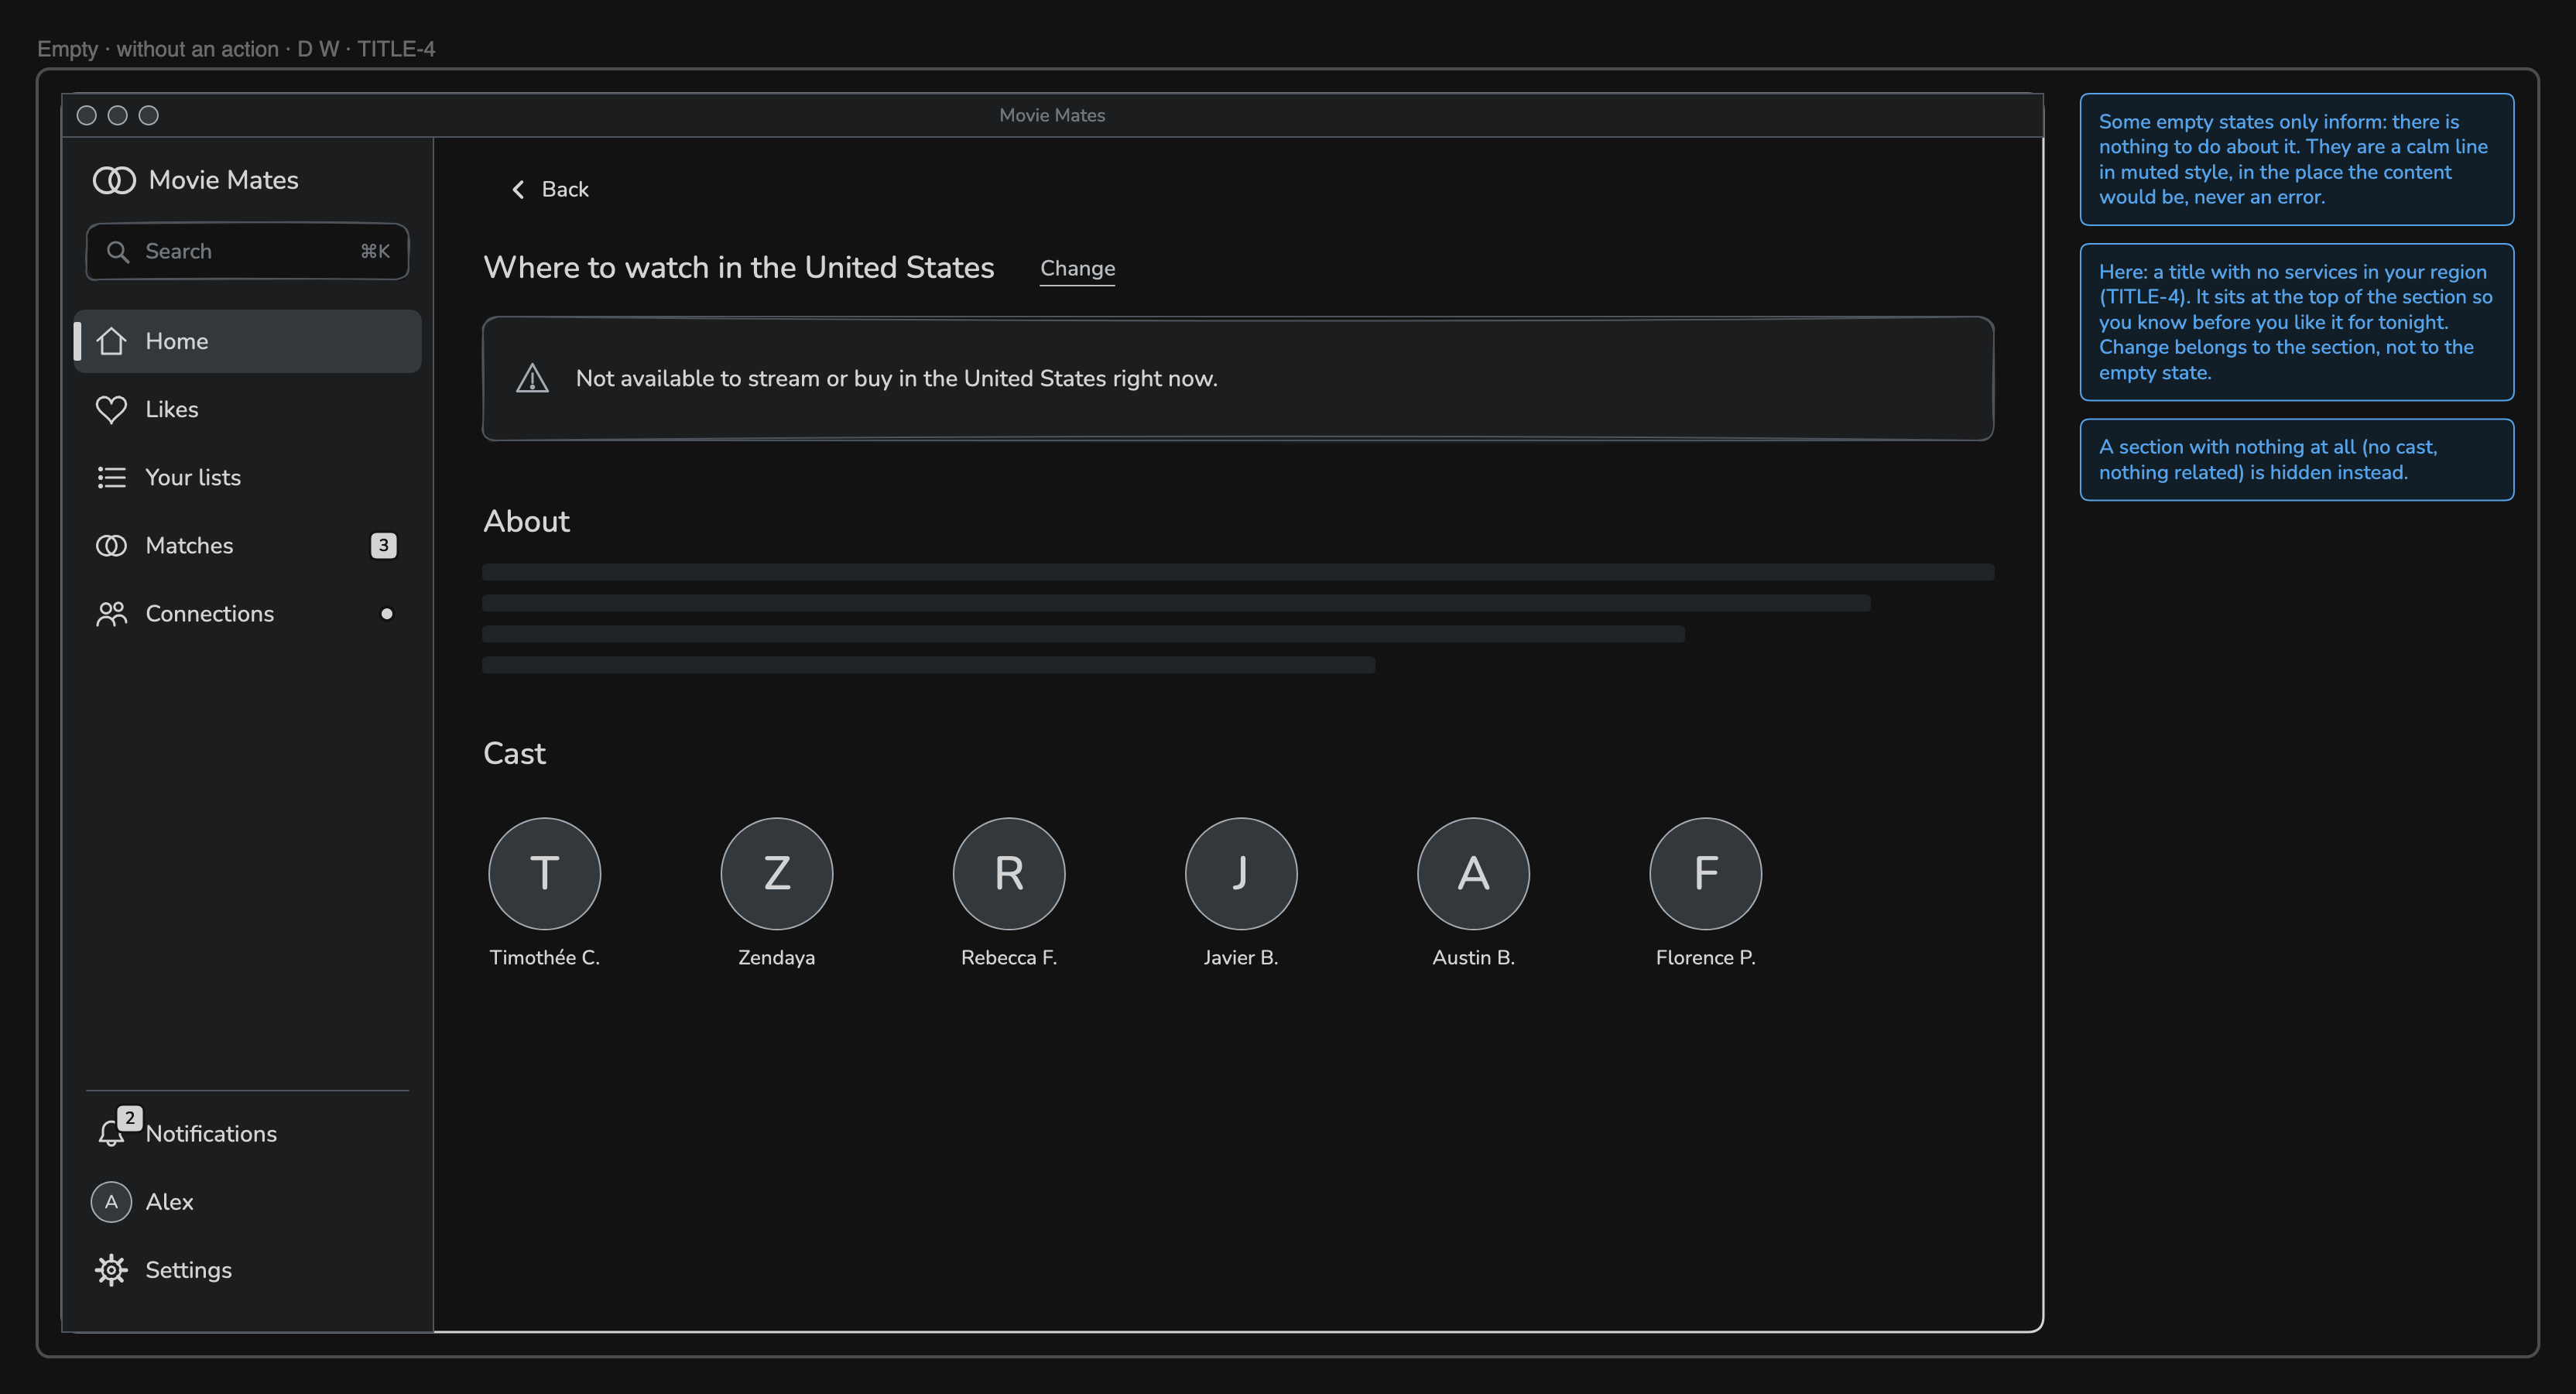 Empty · without an action · D W · TITLE-4
Movie Mates
Movie Mates
Search ⌘K
Home
Likes
Your lists
Matches 3
Connections
2
Notifications
A Alex
Settings
Back
Where to watch in the United States Change
Not available to stream or buy in the United States right now.
About
Cast
T Z R J A F
Timothée C. Zendaya Rebecca F. Javier B. Austin B. Florence P.
Some empty states only inform: there is
nothing to do about it. They are a calm line
in muted style, in the place the content
would be, never an error.
Here: a title with no services in your region
(TITLE-4). It sits at the top of the section so
you know before you like it for tonight.
Change belongs to the section, not to the
empty state.
A section with nothing at all (no cast,
nothing related) is hidden instead.